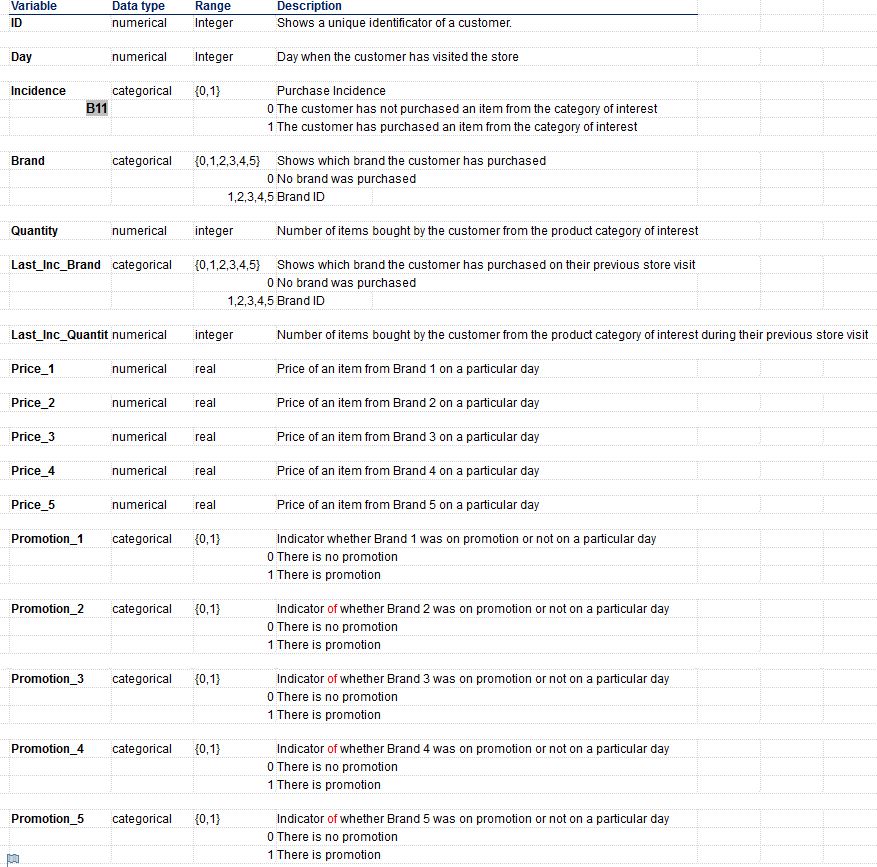 Variable Data type Range Description
ID numerical Integer Shows a unique identificator of a customer.
Day numerical Integer Day when the customer has visited the store
Incidence categorical {0,1} Purchase Incidence
B11 0 The customer has not purchased an item from the category of interest
1 The customer has purchased an item from the category of interest
Brand categorical {0,1,2,3,4,5} Shows which brand the customer has purchased
0 No brand was purchased
1,2,3,4,5 Brand ID
Quantity numerical integer Number of items bought by the customer from the product category of interest
Last_Inc_Brand categorical {0,1,2,3,4,5} Shows which brand the customer has purchased on their previous store visit
0 No brand was purchased
1,2,3,4,5 Brand ID
Last_Inc_Quantit numerical integer Number of items bought by the customer from the product category of interest during their previous store visit
Price_1 numerical real Price of an item from Brand 1 on a particular day
Price_2 numerical real Price of an item from Brand 2 on a particular day
Price_3 numerical real Price of an item from Brand 3 on a particular day
Price_4 numerical real Price of an item from Brand 4 on a particular day
Price_5 numerical real Price of an item from Brand 5 on a particular day
Promotion_1 categorical {0,1} Indicator whether Brand 1 was on promotion or not on a particular day
0 There is no promotion
1 There is promotion
Promotion_2 categorical {0,1} Indicator of whether Brand 2 was on promotion or not on a particular day
0 There is no promotion
1 There is promotion
Promotion_3 categorical {0,1} Indicator of whether Brand 3 was on promotion or not on a particular day
0 There is no promotion
1 There is promotion
Promotion_4 categorical {0,1} Indicator of whether Brand 4 was on promotion or not on a particular day
0 There is no promotion
1 There is promotion
Promotion_5 categorical {0,1} Indicator of whether Brand 5 was on promotion or not on a particular day
0 There is no promotion
1 There is promotion